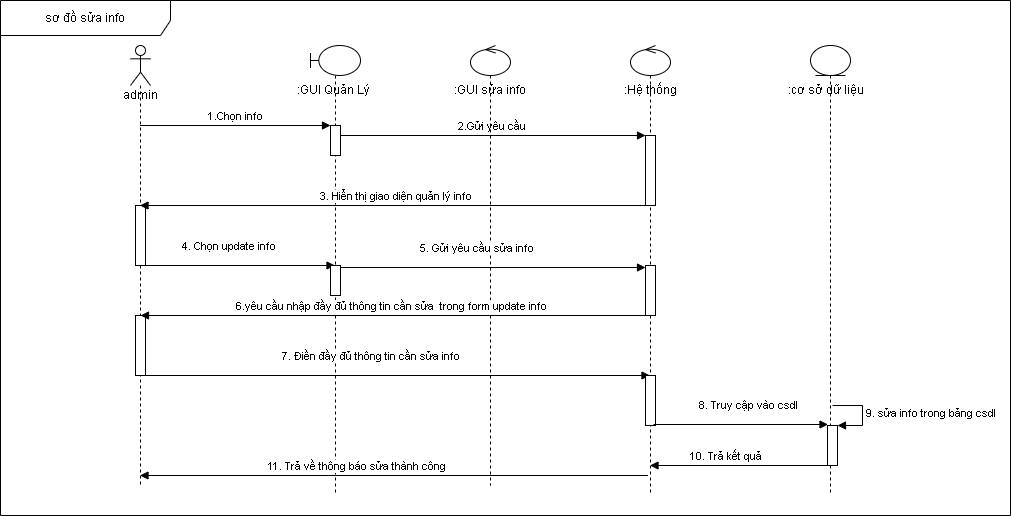 sơ đồ sửa info
admin
:GUI Quản Lý
:GUI sửa info
:Hệ thống
:cơ sở dữ liệu
1.Chọn info
2.Gửi yêu cầu
3. Hiển thị giao diện quản lý info
4. Chọn update info
5. Gửi yêu cầu sửa info
6.yêu cầu nhập đầy đủ thông tin cần sửa trong form update info
7. Điền đầy đủ thông tin cần sửa info
8. Truy cập vào csdl
9. sửa info trong bảng csdl
10. Trả kết quả
11. Trả về thông báo sửa thành công